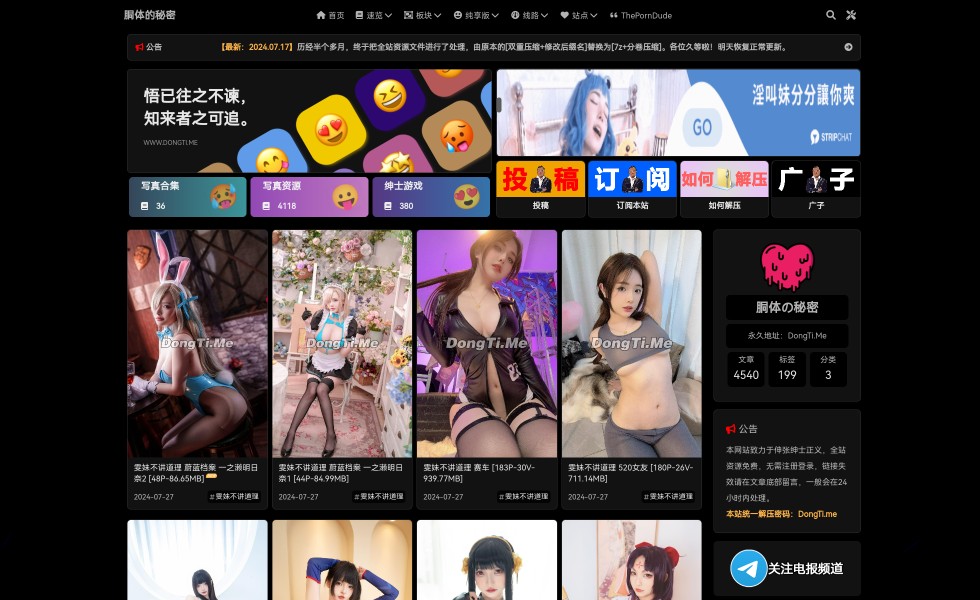 胴体的秘密
首页 速览 板块 纯享版 线路 站点 ThePornDude
公告
【最新：2024.07.17】历经半个多月，终于把全站资源文件进行了处理，由原本的[双重压缩+修改后缀名]替换为[7z+分卷压缩]。各位久等啦！明天恢复正常更新。
悟已往之不谏，
知来者之可追。
WWW.DONGTI.ME
淫叫妹分分讓你爽
GO
STRIPCHAT
写真合集
36
写真资源
4118
绅士游戏
380
投稿
投稿
订阅
订阅本站
如何解压
如何解压
广子
广子
DongTi.Me
DongTi.Me
DongTi.Me
DongTi.Me
雯妹不讲道理 蔚蓝档案 一之濑明日
奈2 [48P-86.65MB]
2024-07-27 #雯妹不讲道理
雯妹不讲道理 蔚蓝档案 一之濑明日
奈1 [44P-84.99MB]
2024-07-27 #雯妹不讲道理
雯妹不讲道理 赛车 [183P-30V-
939.77MB]
2024-07-27 #雯妹不讲道理
雯妹不讲道理 520女友 [180P-26V-
711.14MB]
2024-07-27 #雯妹不讲道理
胴体の秘密
永久地址：DongTi.Me
文章 标签 分类
4540 199 3
公告
本网站致力于伸张绅士正义，全站
资源免费，无需注册登录，链接失
效请在文章底部留言，一般会在24
小时内处理。
本站统一解压密码：DongTi.me
关注电报频道